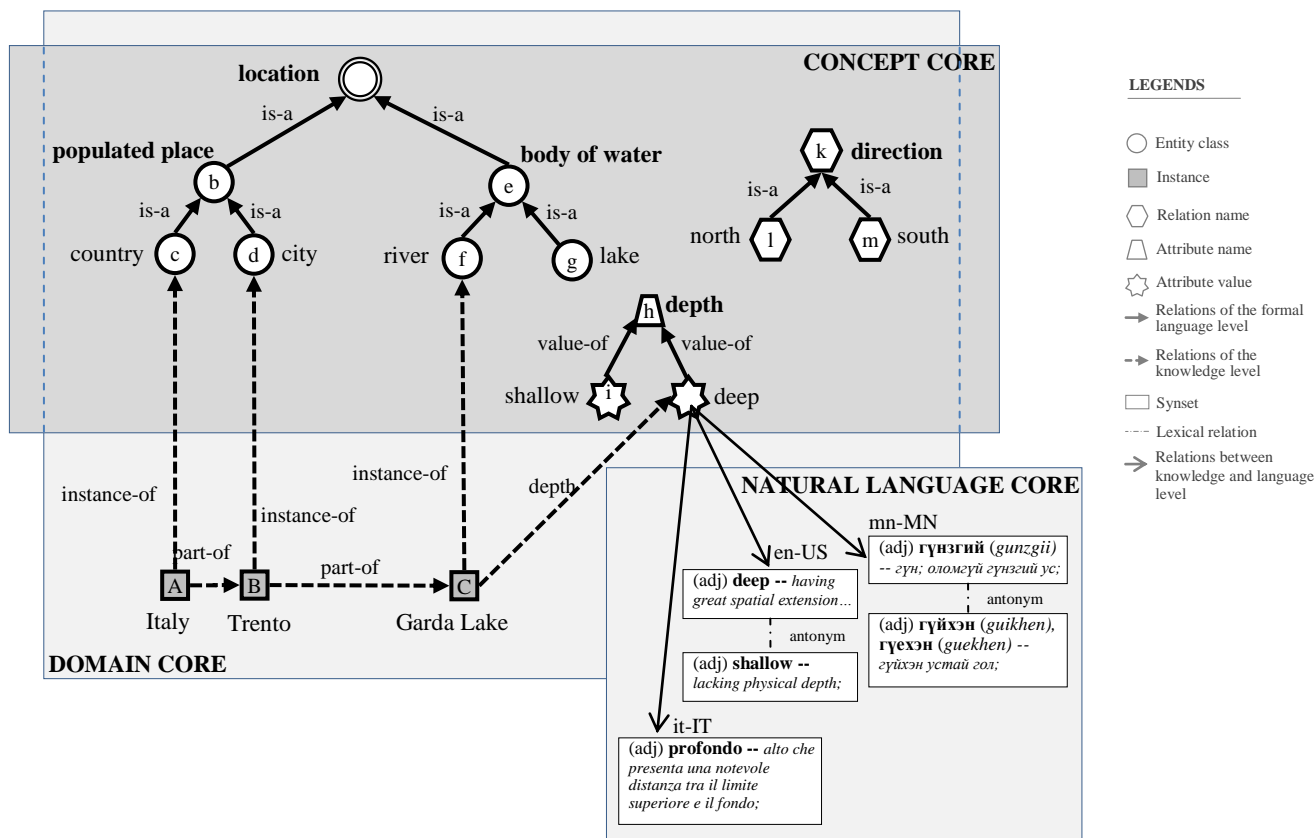 CONCEPT CORE
location
is-a
is-a
populated place
body of water
b
e
is-a
is-a
is-a
is-a
country
c
d
city
river
f
g
lake
k
direction
is-a
is-a
north
l
m
south
h
depth
value-of
value-of
shallow
i
deep
instance-of
instance-of
instance-of
depth
part-of
part-of
A
B
C
Italy
Trento
Garda Lake
DOMAIN CORE
NATURAL LANGUAGE CORE
mn-MN
(adj) гүнзгий (gunzgii)
-- гүн; оломгүй гүнзгий ус;
antonym
(adj) гүйхэн (guikhen),
гүехэн (guekhen) --
гүйхэн устай гол;
en-US
(adj) deep -- having
great spatial extension…
antonym
(adj) shallow --
lacking physical depth;
it-IT
(adj) profondo -- alto che
presenta una notevole
distanza tra il limite
superiore e il fondo;
LEGENDS
Entity class
Instance
Relation name
Attribute name
Attribute value
Relations of the formal
language level
Relations of the
knowledge level
Synset
Lexical relation
Relations between
knowledge and language
level